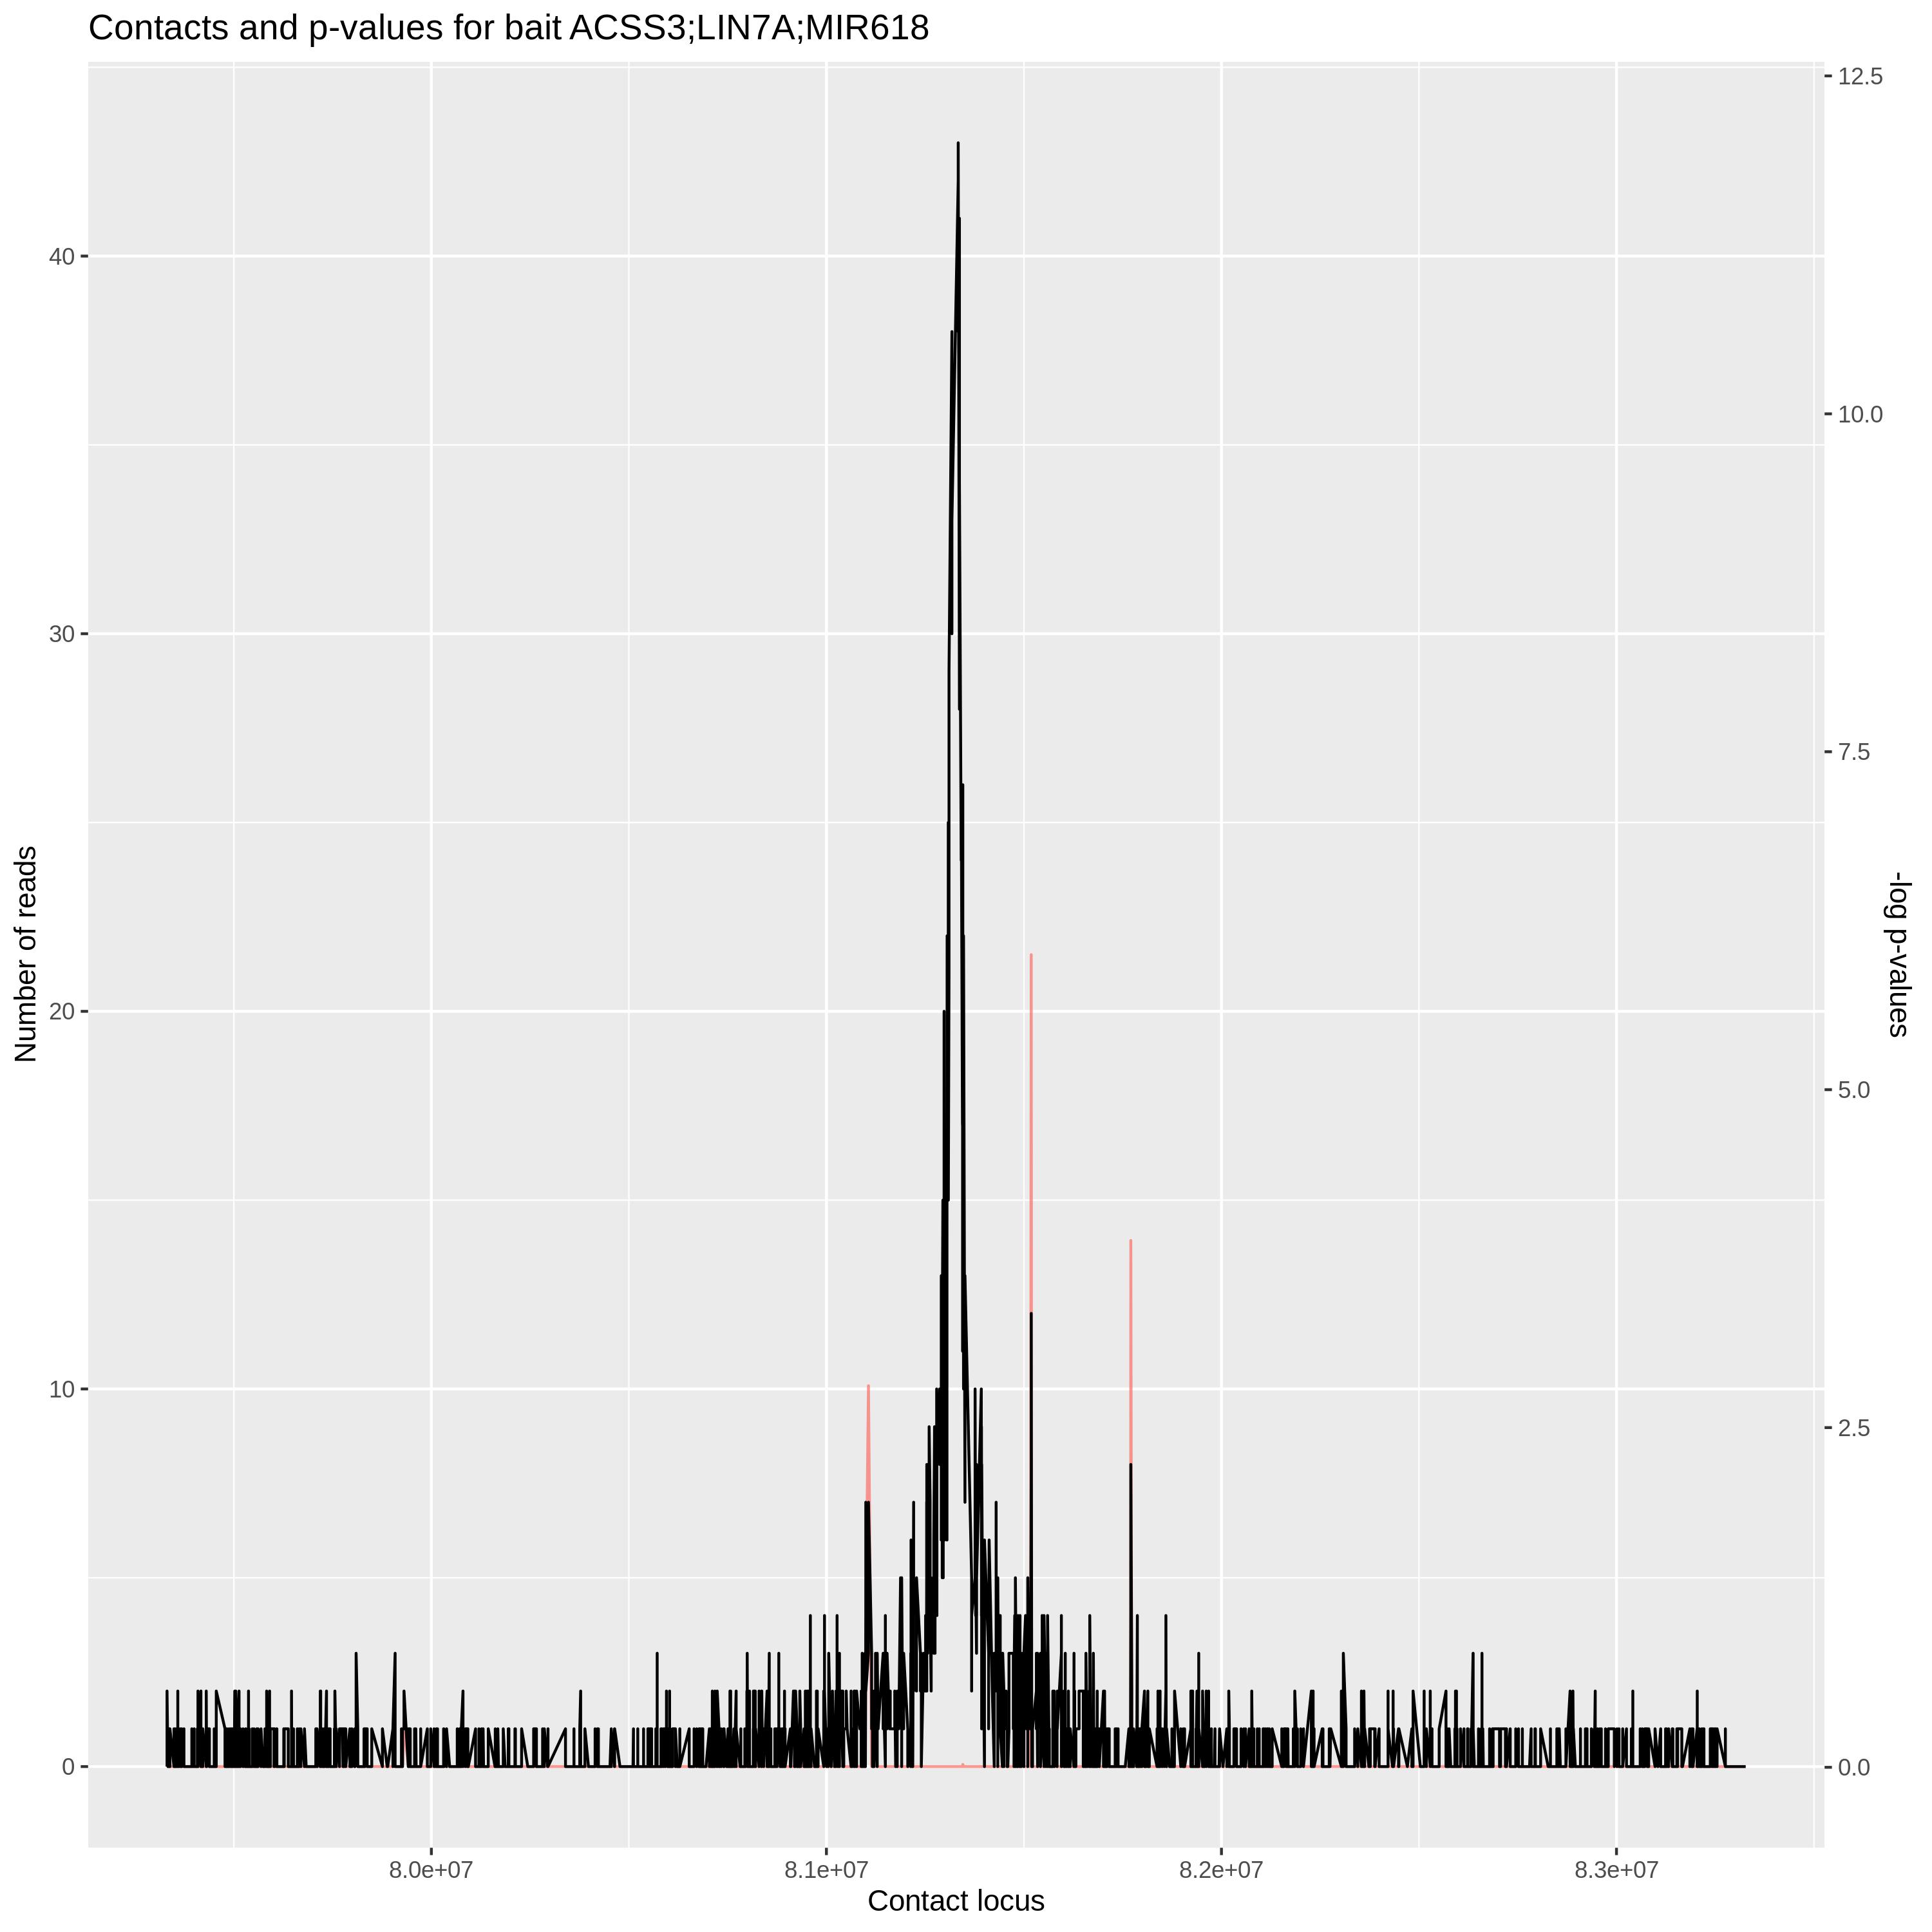 Contacts and p-values for bait ACSS3;LIN7A;MIR618
12.5
40
10.0
30
7.5
Number of reads
-log p-values
20
5.0
10
2.5
0
0.0
8.0e+07
8.1e+07
8.2e+07
8.3e+07
Contact locus